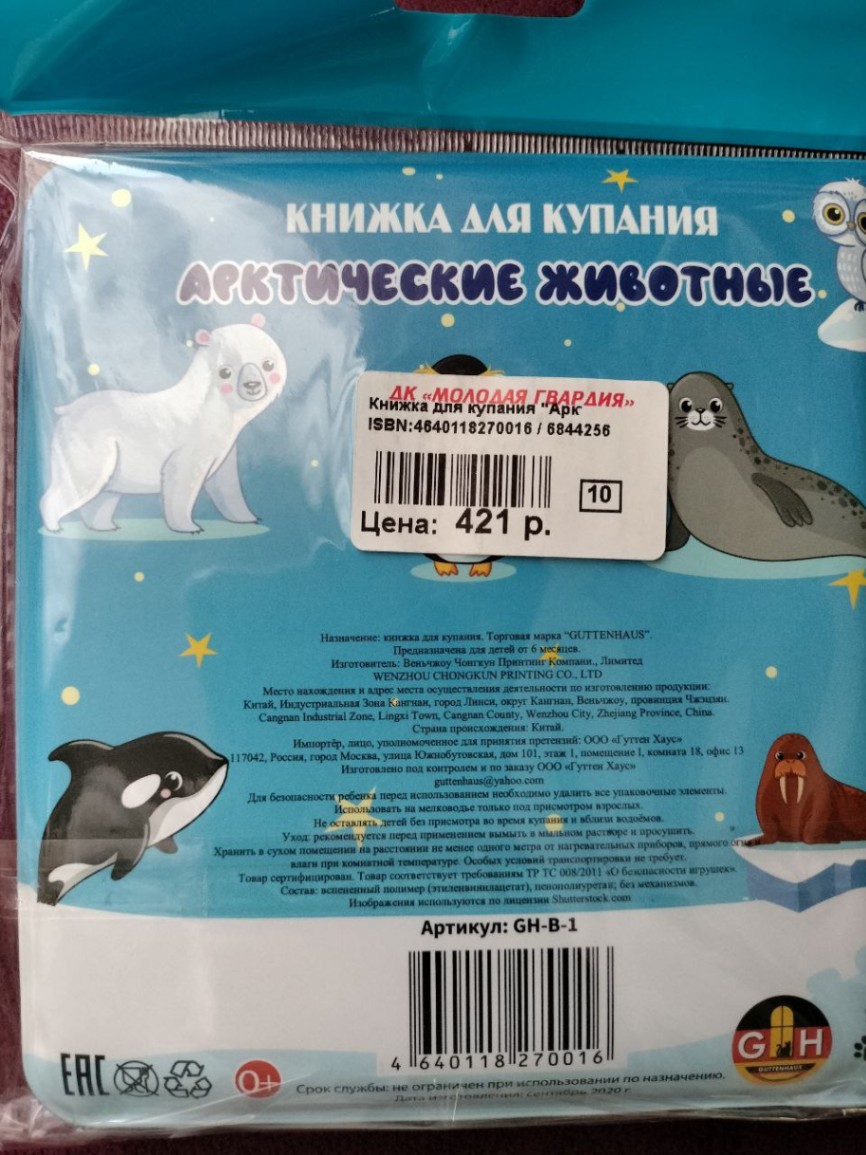 КНИЖКА ДЛЯ КУПАНИЯ
АРКТИЧЕСКИЕ ЖИВОТНЫЕ
ДК «МОЛОДАЯ ГВАРДИЯ»
Книжка для купания "Арк
ISBN:4640118270016 / 6844256
10
Цена: 421 р.
Назначение: книжка для купания. Торговая марка "GUTTENHAUS".
Предназначена для детей от 6 месяцев.
Изготовитель: Веньчжоу Чонгкун Принтинг Компани., Лимитед
WENZHOU CHONGKUN PRINTING CO., LTD
Место нахождения и адрес места осуществления деятельности по изготовлению продукции:
Китай, Индустриальная Зона Кангнан, город Линси, округ Кангнан, Веньчжоу, провинция Чжэцзян.
Cangnan Industrial Zone, Lingxi Town, Cangnan County, Wenzhou City, Zhejiang Province, China.
Страна происхождения: Китай.
Импортёр, лицо, уполномоченное для принятия претензий: ООО «Гуттен Хаус»
117042, Россия, город Москва, улица Южнобутовская, дом 101, этаж 1, помещение I, комната 18, офис 13
Изготовлено под контролем и по заказу ООО «Гуттен Хаус»
guttenhaus@yahoo.com
Для безопасности ребенка перед использованием необходимо удалить все упаковочные элементы.
Использовать на мелководье только под присмотром взрослых.
Не оставлять детей без присмотра во время купания и вблизи водоёмов.
Уход: рекомендуется перед применением вымыть в мыльном растворе и просушить.
Хранить в сухом помещении на расстоянии не менее одного метра от нагревательных приборов, прямого огня и
влаги при комнатной температуре. Особых условий транспортировки не требует.
Товар сертифицирован. Товар соответствует требованиям ТР ТС 008/2011 «О безопасности игрушек».
Состав: вспененный полимер (этиленвинилацетат), пенополиуретан; без механизмов.
Изображения используются по лицензии Shutterstock.com
Артикул: GH-B-1
4 640118 270016
EAC
0+
G H
GUTTENHAUS
Срок службы: не ограничен при использовании по назначению.
Дата изготовления: сентябрь 2020 г.